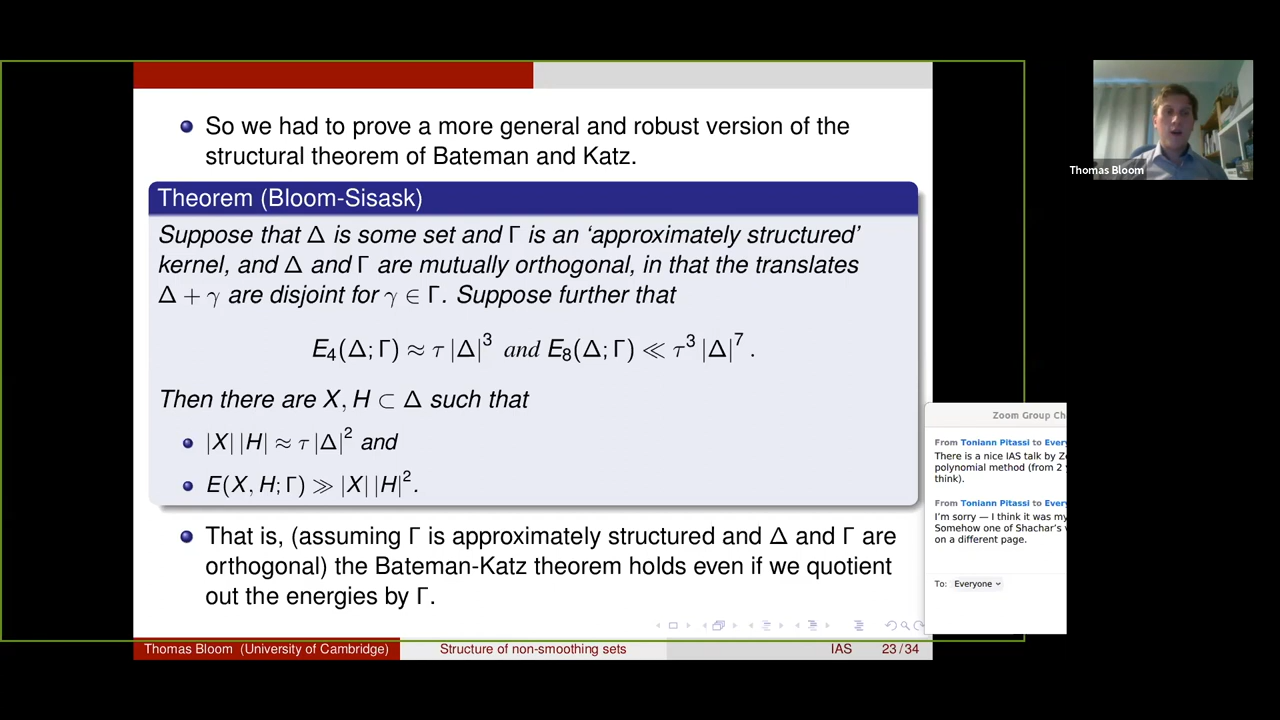 So we had to prove a more general and robust version of the
structural theorem of Bateman and Katz.
Theorem (Bloom-Sisask)
Suppose that Δ is some set and Γ is an ‘approximately structured’
kernel, and Δ and Γ are mutually orthogonal, in that the translates
Δ + γ are disjoint for γ ∈ Γ. Suppose further that
E₄(Δ; Γ) ≈ τ |Δ|³ and E₈(Δ; Γ) ≪ τ³ |Δ|⁷ .
Then there are X, H ⊂ Δ such that
|X| |H| ≈ τ |Δ|² and
E(X, H; Γ) ≫ |X| |H|².
That is, (assuming Γ is approximately structured and Δ and Γ are
orthogonal) the Bateman-Katz theorem holds even if we quotient
out the energies by Γ.
Thomas Bloom (University of Cambridge) Structure of non-smoothing sets IAS 23 / 34
Thomas Bloom
Zoom Group Ch
From Toniann Pitassi to Every
There is a nice IAS talk by Z
polynomial method (from 2
think).
From Toniann Pitassi to Every
I'm sorry — I think it was my
Somehow one of Shachar's
on a different page.
To: Everyone